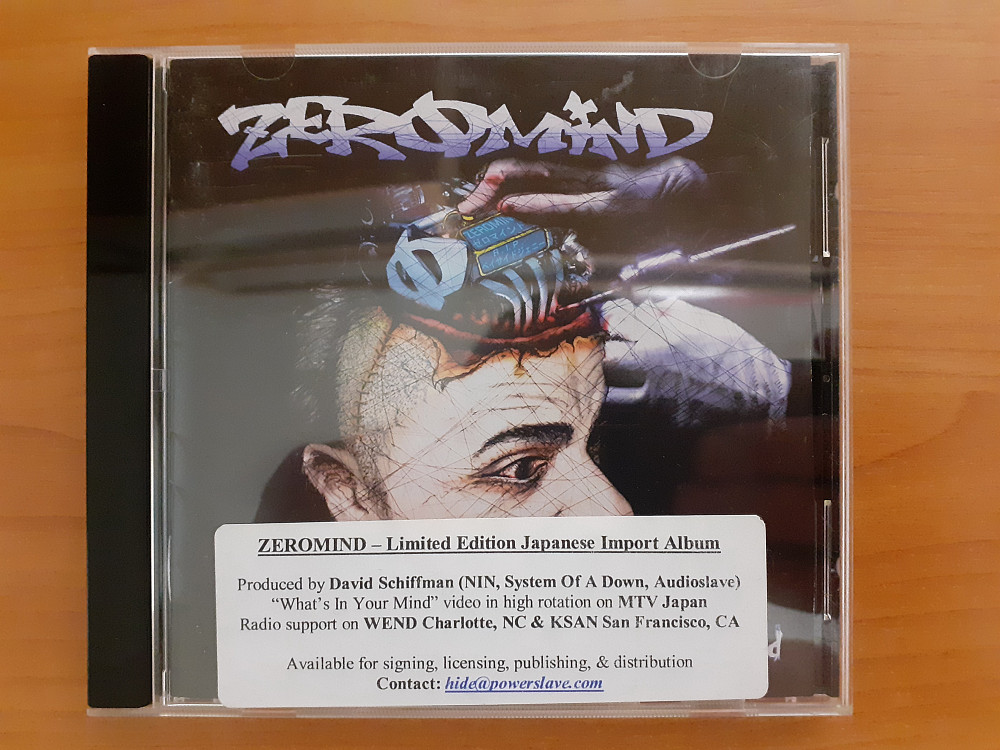 ZEROMIND
ZEROMIND – Limited Edition Japanese Import Album
Produced by David Schiffman (NIN, System Of A Down, Audioslave)
“What’s In Your Mind” video in high rotation on MTV Japan
Radio support on WEND Charlotte, NC & KSAN San Francisco, CA
Available for signing, licensing, publishing, & distribution
Contact: hide@powerslave.com